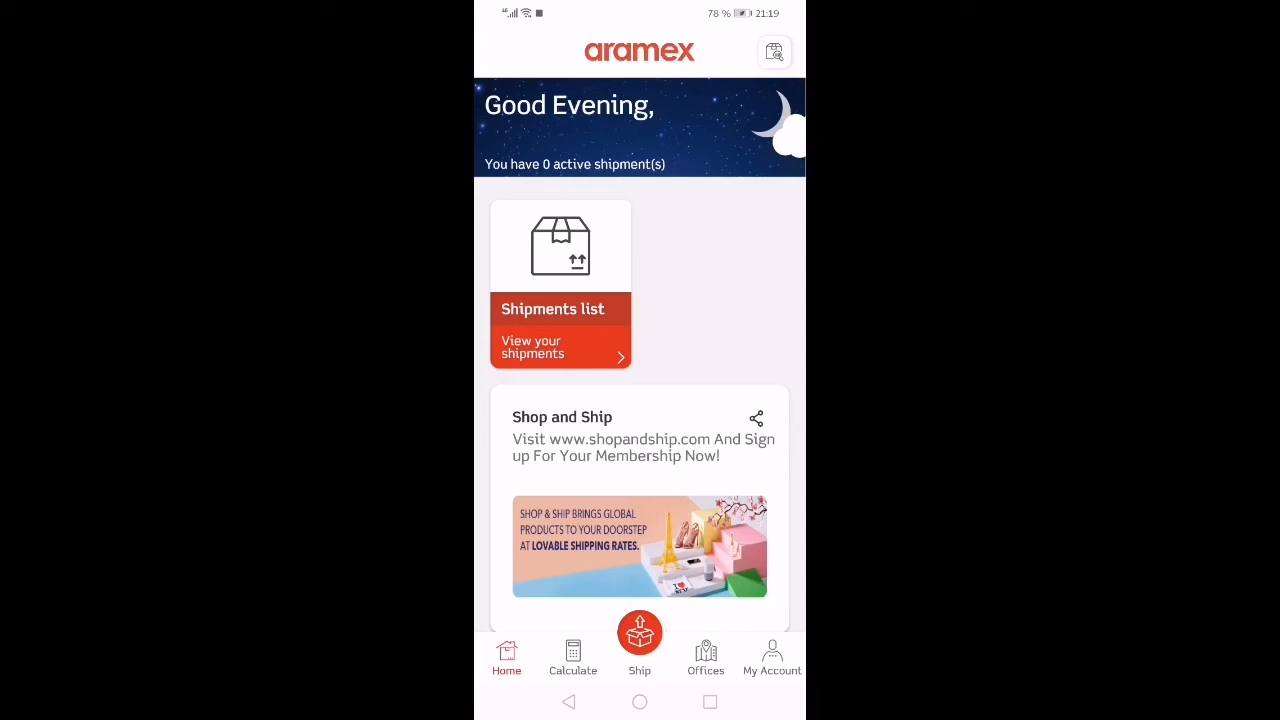 78 % 21:19
aramex
Good Evening,
You have 0 active shipment(s)
Shipments list
View your
shipments
Shop and Ship
Visit www.shopandship.com And Sign
up For Your Membership Now!
SHOP & SHIP BRINGS GLOBAL
PRODUCTS TO YOUR DOORSTEP
AT LOVABLE SHIPPING RATES.
Home
Calculate
Ship
Offices
My Account